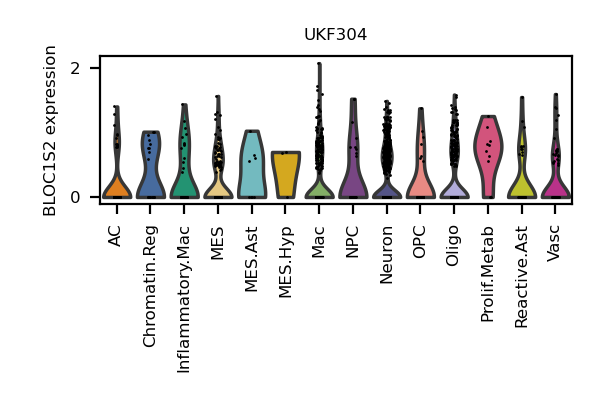 UKF304
BLOC1S2 expression
2
0
AC
Chromatin.Reg
Inflammatory.Mac
MES
MES.Ast
MES.Hyp
Mac
NPC
Neuron
OPC
Oligo
Prolif.Metab
Reactive.Ast
Vasc